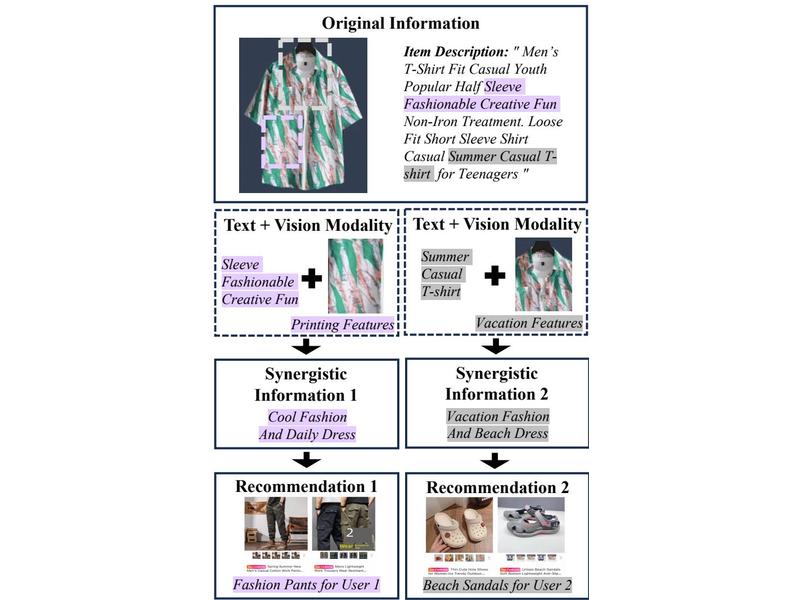 Original Information
Item Description: " Men's
T-Shirt Fit Casual Youth
Popular Half Sleeve
Fashionable Creative Fun
Non-Iron Treatment. Loose
Fit Short Sleeve Shirt
Casual Summer Casual T-
shirt for Teenagers "
Text + Vision Modality
Sleeve
Fashionable
Creative Fun
Printing Features
Text + Vision Modality
Summer
Casual
T-shirt
Vacation Features
Synergistic
Information 1
Cool Fashion
And Daily Dress
Synergistic
Information 2
Vacation Fashion
And Beach Dress
Recommendation 1
2
Fashion Pants for User 1
Recommendation 2
Beach Sandals for User 2